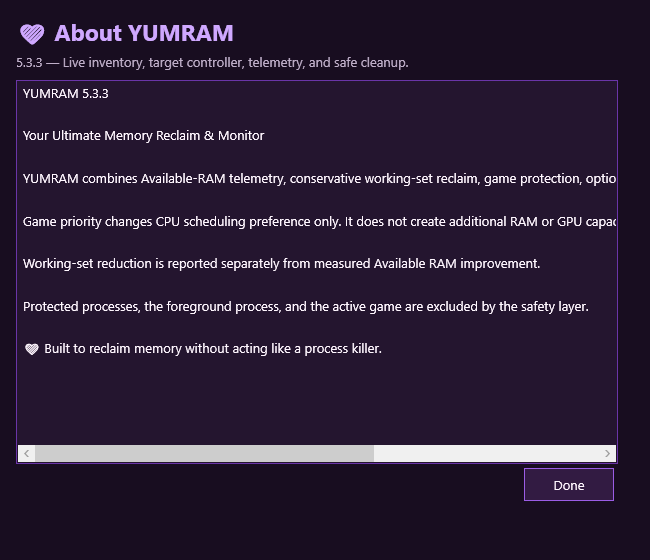 About YUMRAM
5.3.3 — Live inventory, target controller, telemetry, and safe cleanup.
YUMRAM 5.3.3
Your Ultimate Memory Reclaim & Monitor
YUMRAM combines Available-RAM telemetry, conservative working-set reclaim, game protection, optio
Game priority changes CPU scheduling preference only. It does not create additional RAM or GPU capac
Working-set reduction is reported separately from measured Available RAM improvement.
Protected processes, the foreground process, and the active game are excluded by the safety layer.
Built to reclaim memory without acting like a process killer.
Done